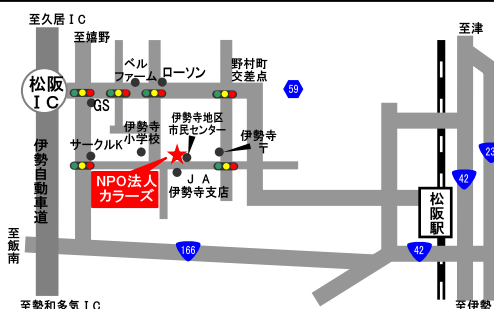 至久居IC
至嬉野
至津
ベル
ファーム
ローソン
野村町
交差点
松阪
IC
59
GS
伊勢寺地区
市民センター
伊勢寺
小学校
サークルK
伊勢寺
〒
伊勢自動車道
23
42
NPO法人
カラーズ
JA
伊勢寺支店
松阪駅
至飯南
166
42
至勢和多気IC
至伊勢